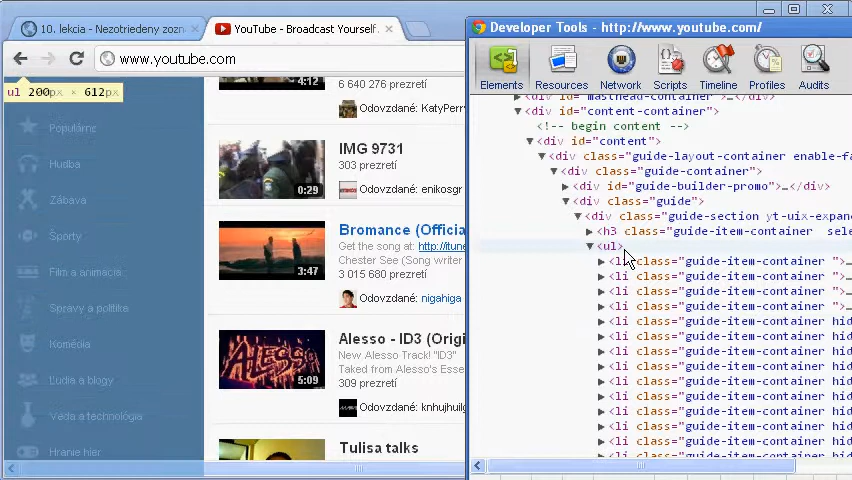 10. lekcia - Nezotriedeny zozn
YouTube - Broadcast Yourself.
www.youtube.com
ul 200px × 612px
Populárne
Hudba
Zábava
Športy
Film a animácia
Spravy a politika
Komédia
Ľudia a blogy
Veda a technológia
Hranie hier
4:12
6 640 276 prezretí
Odovzdané: KatyPerry
IMG 9731
303 prezretí
0:29
Odovzdané: enikosgr
Bromance (Officia
Get the song at: http://itune
Chester See (Song writer
3 015 680 prezretí
3:47
Odovzdané: nigahiga
Alesso - ID3 (Origi
New Alesso Track! "ID3"
Taken from Alesso's Esse
309 prezretí
5:09
Odovzdané: knhujhuilg
Tulisa talks
Developer Tools - http://www.youtube.com/
Elements Resources Network Scripts Timeline Profiles Audits
<div id="masthead-container">…</div>
<div id="content-container">
<!-- begin content -->
<div id="content">
<div class="guide-layout-container enable-fa
<div class="guide-container">
<div id="guide-builder-promo">…</div>
<div class="guide">
<div class="guide-section yt-uix-expan
<h3 class="guide-item-container sele
<ul>
<li class="guide-item-container ">…
<li class="guide-item-container ">…
<li class="guide-item-container ">…
<li class="guide-item-container ">…
<li class="guide-item-container hid
<li class="guide-item-container hid
<li class="guide-item-container hid
<li class="guide-item-container hid
<li class="guide-item-container hid
<li class="guide-item-container hid
<li class="guide-item-container hid
<li class="guide-item-container hid
<li class="guide-item-container hid
<li class="guide-item-container hid